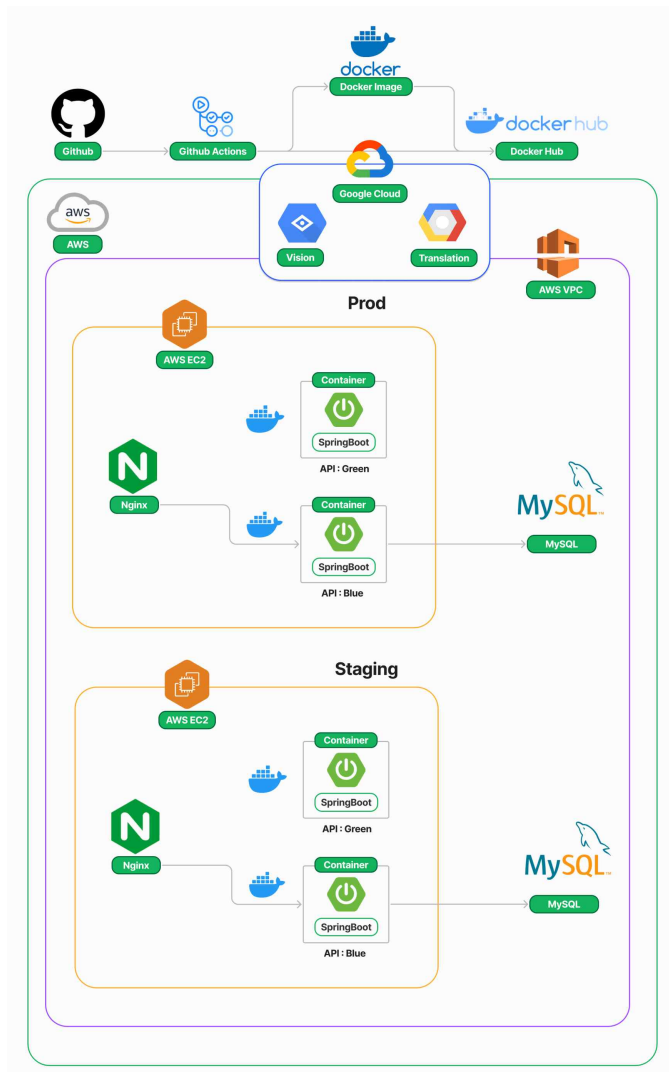 docker
Docker Image
dockerhub
Github
Github Actions
Docker Hub
Google Cloud
aws
AWS
Vision
Translation
AWS VPC
Prod
AWS EC2
Container
SpringBoot
API : Green
N
Nginx
Container
SpringBoot
API : Blue
MySQL
MySQL
Staging
AWS EC2
Container
SpringBoot
API : Green
N
Nginx
Container
SpringBoot
API : Blue
MySQL
MySQL